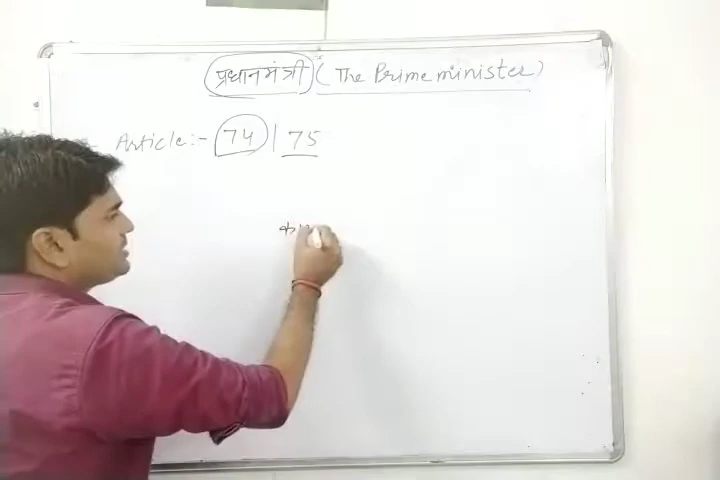 प्रधानमंत्री (The Prime minister)
Article:- 74 | 75